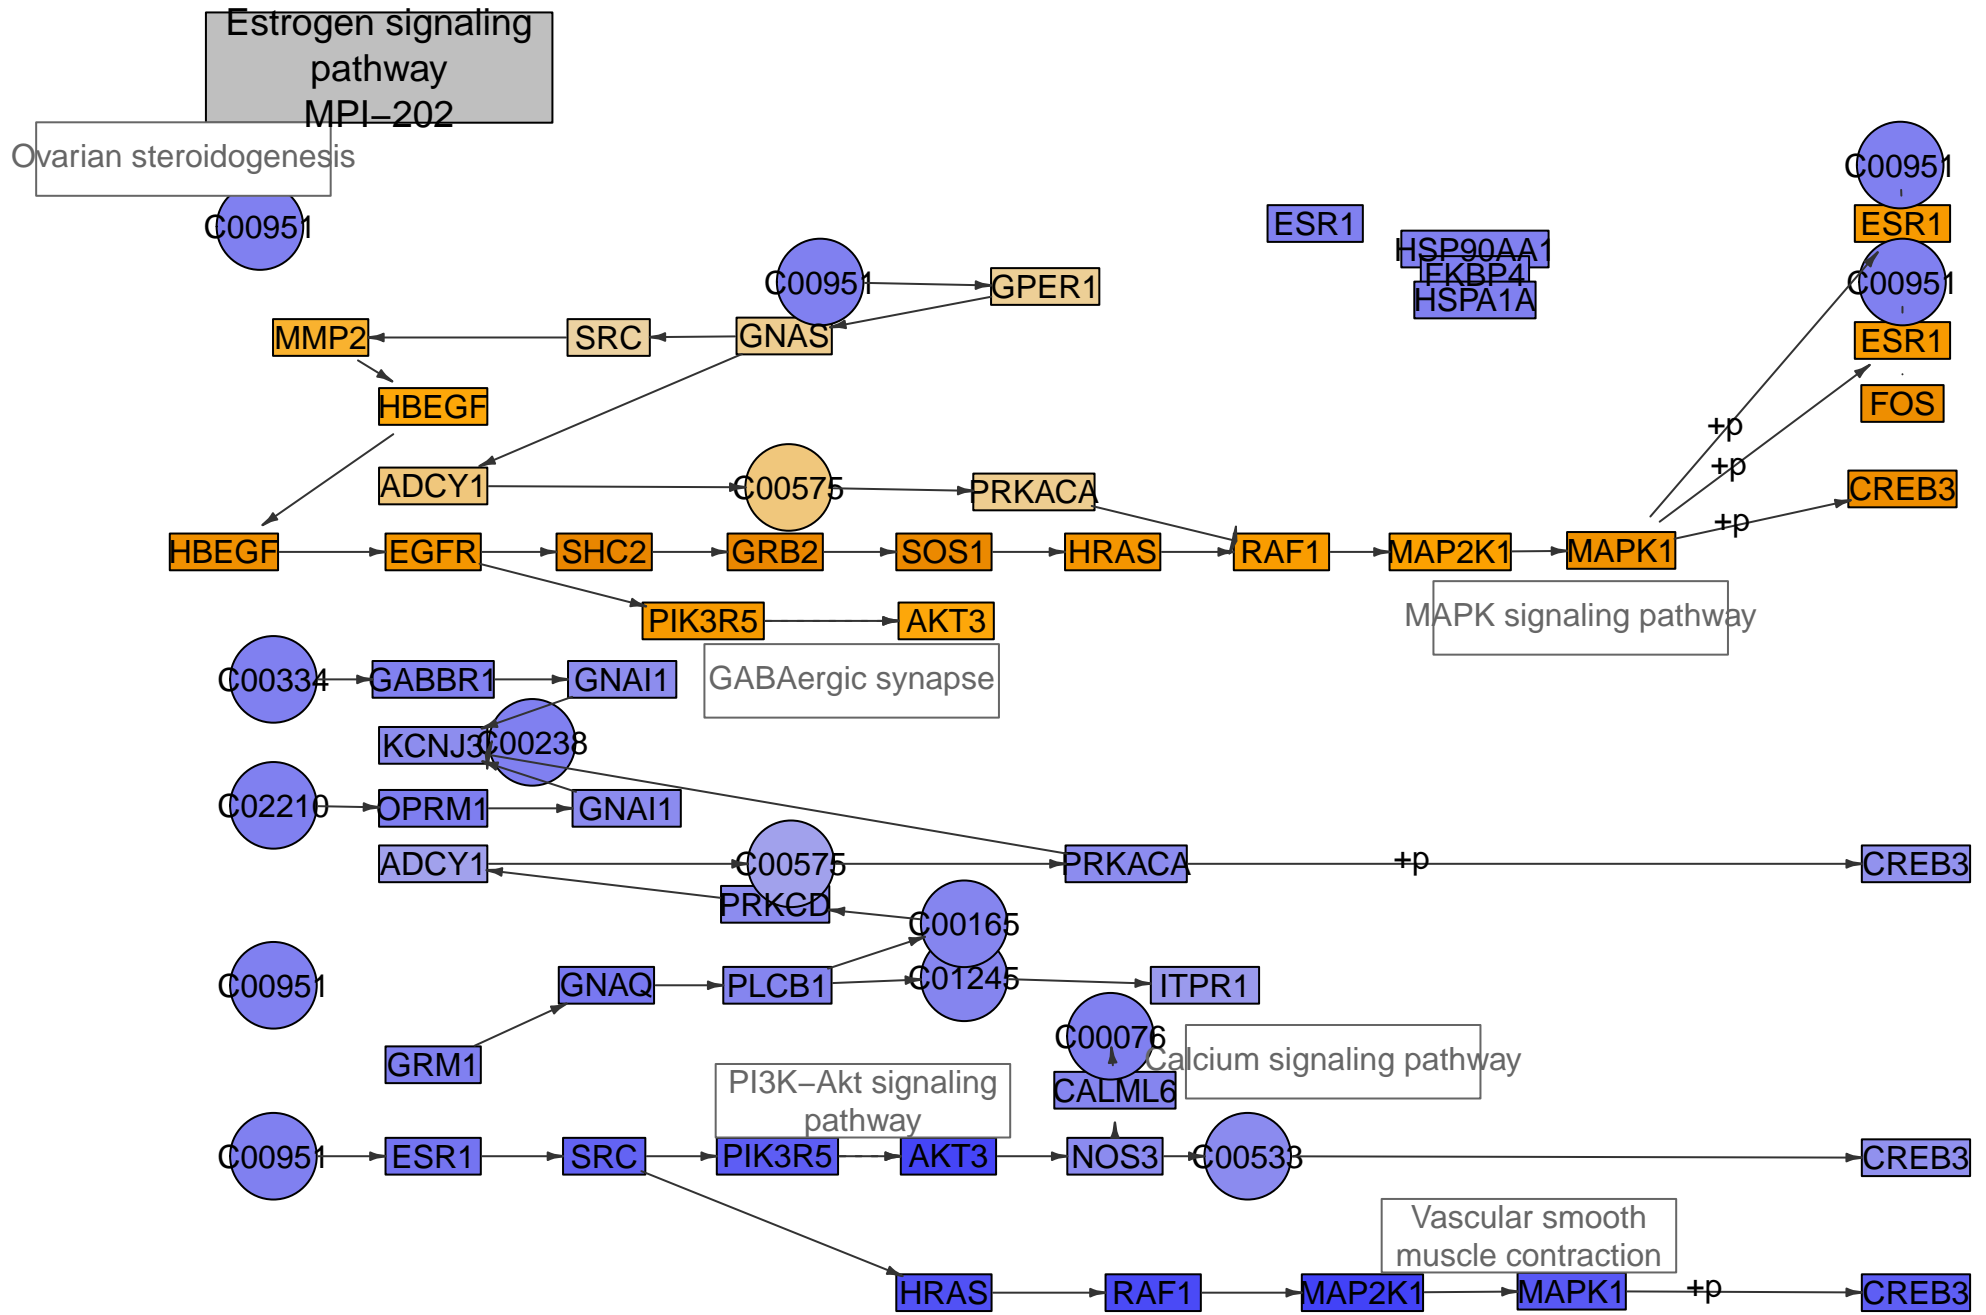 Estrogen signaling
pathway
MPI−202
Ovarian steroidogenesis
C00951
C00951
ESR1
ESR1
C00951
HSP90AA1
FKBP4
HSPA1A
C00951
GPER1
C00951
MMP2
SRC
GNAS
ESR1
HBEGF
FOS
+p
+p
ADCY1
C00575
PRKACA
CREB3
+p
HBEGF
EGFR
SHC2
GRB2
SOS1
HRAS
RAF1
MAP2K1
MAPK1
PIK3R5
AKT3
MAPK signaling pathway
C00334
GABBR1
GNAI1
GABAergic synapse
KCNJ3
C00238
C02210
OPRM1
GNAI1
ADCY1
C00575
PRKACA
+p
CREB3
PRKCD
C00165
C00951
GNAQ
PLCB1
C01245
ITPR1
C00076
GRM1
Calcium signaling pathway
PI3K−Akt signaling
pathway
CALML6
C00951
ESR1
SRC
PIK3R5
AKT3
NOS3
C00533
CREB3
Vascular smooth
muscle contraction
HRAS
RAF1
MAP2K1
MAPK1
+p
CREB3